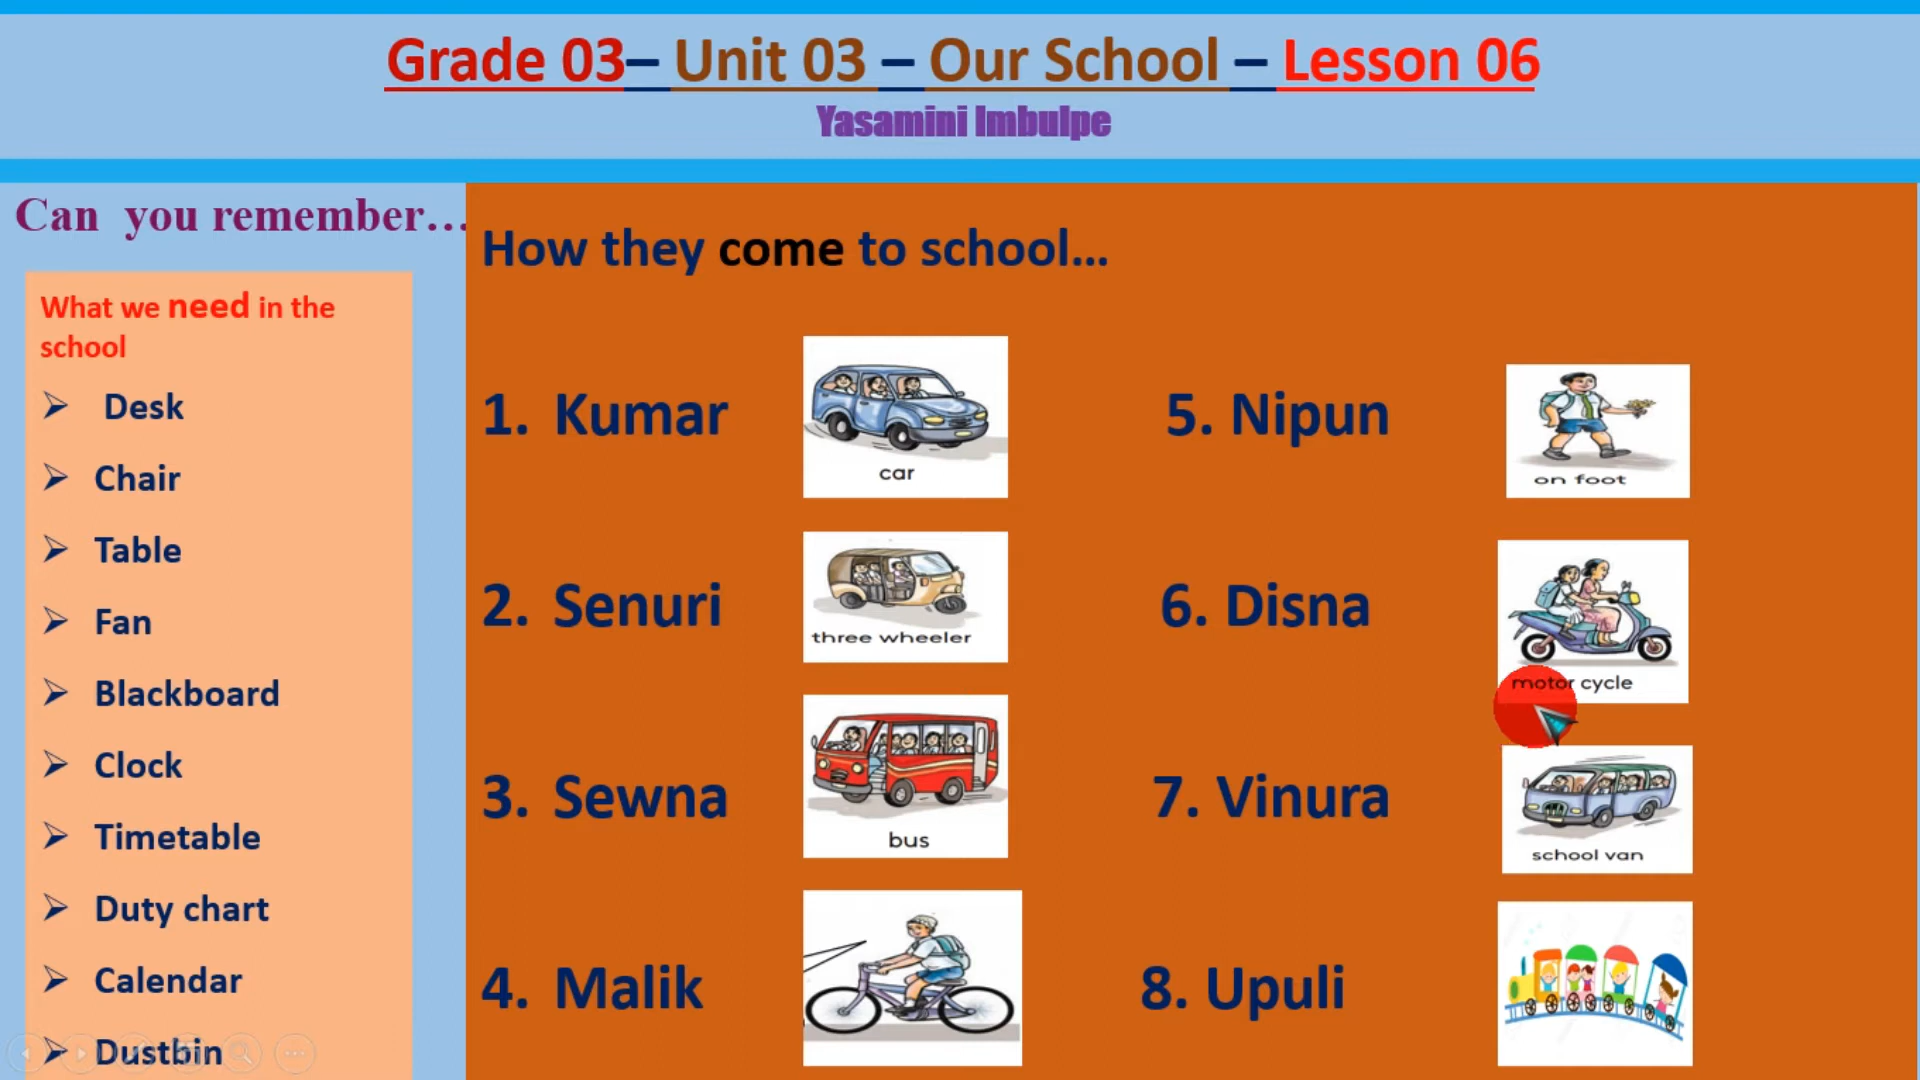 Grade 03– Unit 03 – Our School – Lesson 06
Yasamini Imbulpe
Can you remember…
What we need in the
school
Desk
Chair
Table
Fan
Blackboard
Clock
Timetable
Duty chart
Calendar
Dustbin
How they come to school...
1. Kumar
car
2. Senuri
three wheeler
3. Sewna
bus
4. Malik
5. Nipun
on foot
6. Disna
motor cycle
7. Vinura
school van
8. Upuli